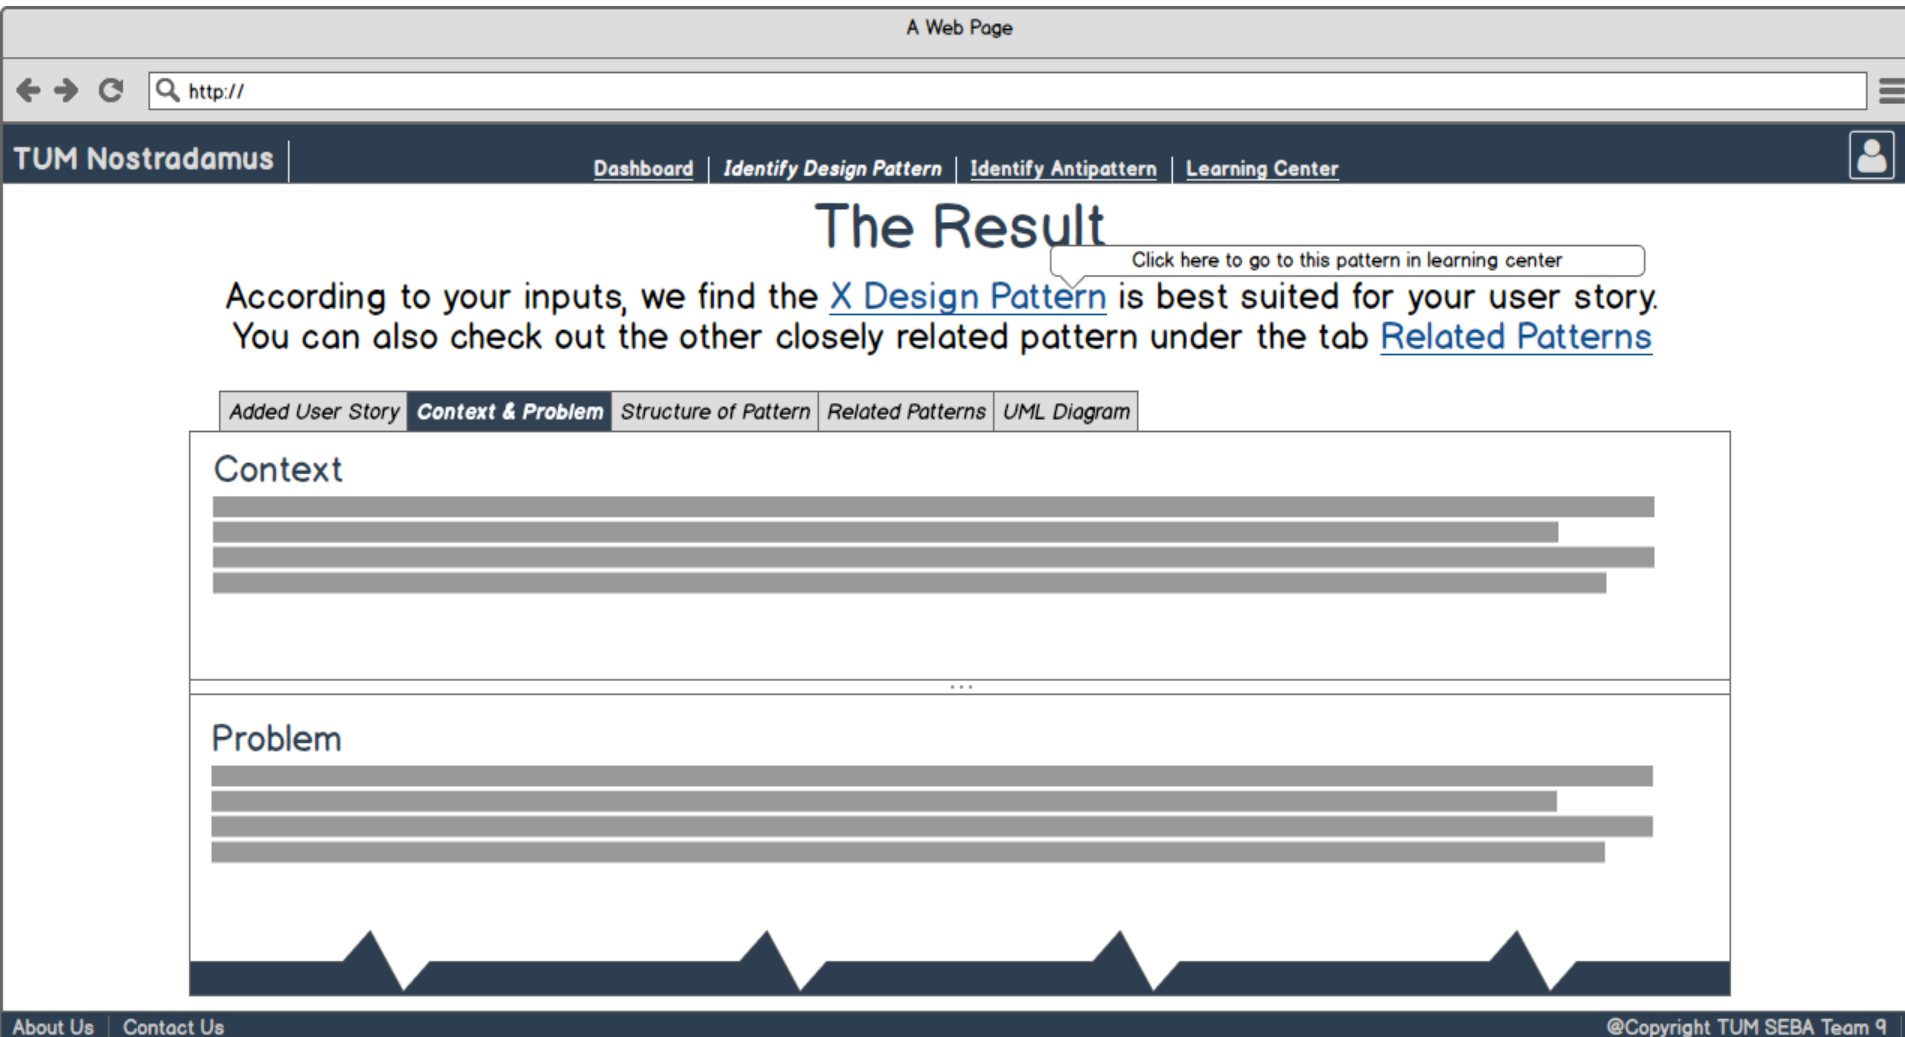 A Web Page
http://
TUM Nostradamus
Dashboard
Identify Design Pattern
Identify Antipattern
Learning Center
The Result
Click here to go to this pattern in learning center
According to your inputs, we find the X Design Pattern is best suited for your user story.
You can also check out the other closely related pattern under the tab Related Patterns
Added User Story
Context & Problem
Structure of Pattern
Related Patterns
UML Diagram
Context
Problem
About Us
Contact Us
@Copyright TUM SEBA Team 9